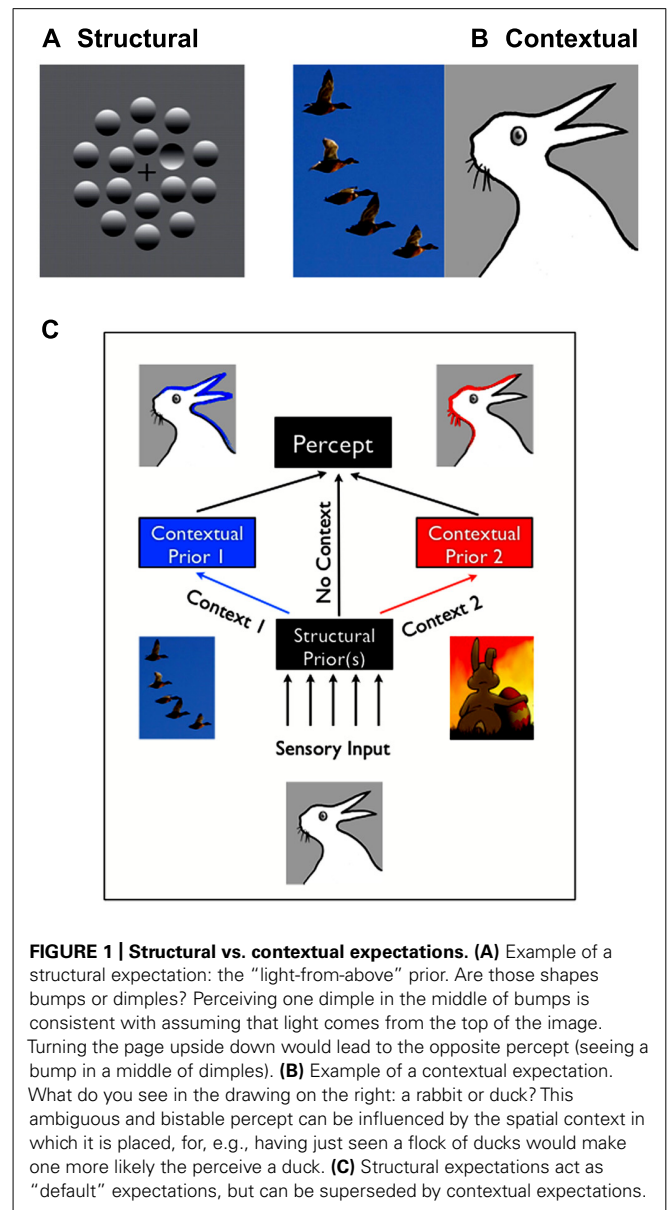 A Structural
B Contextual
C
Percept
Contextual
Prior 1
No Context
Contextual
Prior 2
Context 1
Context 2
Structural
Prior(s)
Sensory Input
FIGURE 1 | Structural vs. contextual expectations. (A) Example of a
structural expectation: the “light-from-above” prior. Are those shapes
bumps or dimples? Perceiving one dimple in the middle of bumps is
consistent with assuming that light comes from the top of the image.
Turning the page upside down would lead to the opposite percept (seeing a
bump in a middle of dimples). (B) Example of a contextual expectation.
What do you see in the drawing on the right: a rabbit or duck? This
ambiguous and bistable percept can be influenced by the spatial context in
which it is placed, for, e.g., having just seen a flock of ducks would make
one more likely the perceive a duck. (C) Structural expectations act as
“default” expectations, but can be superseded by contextual expectations.